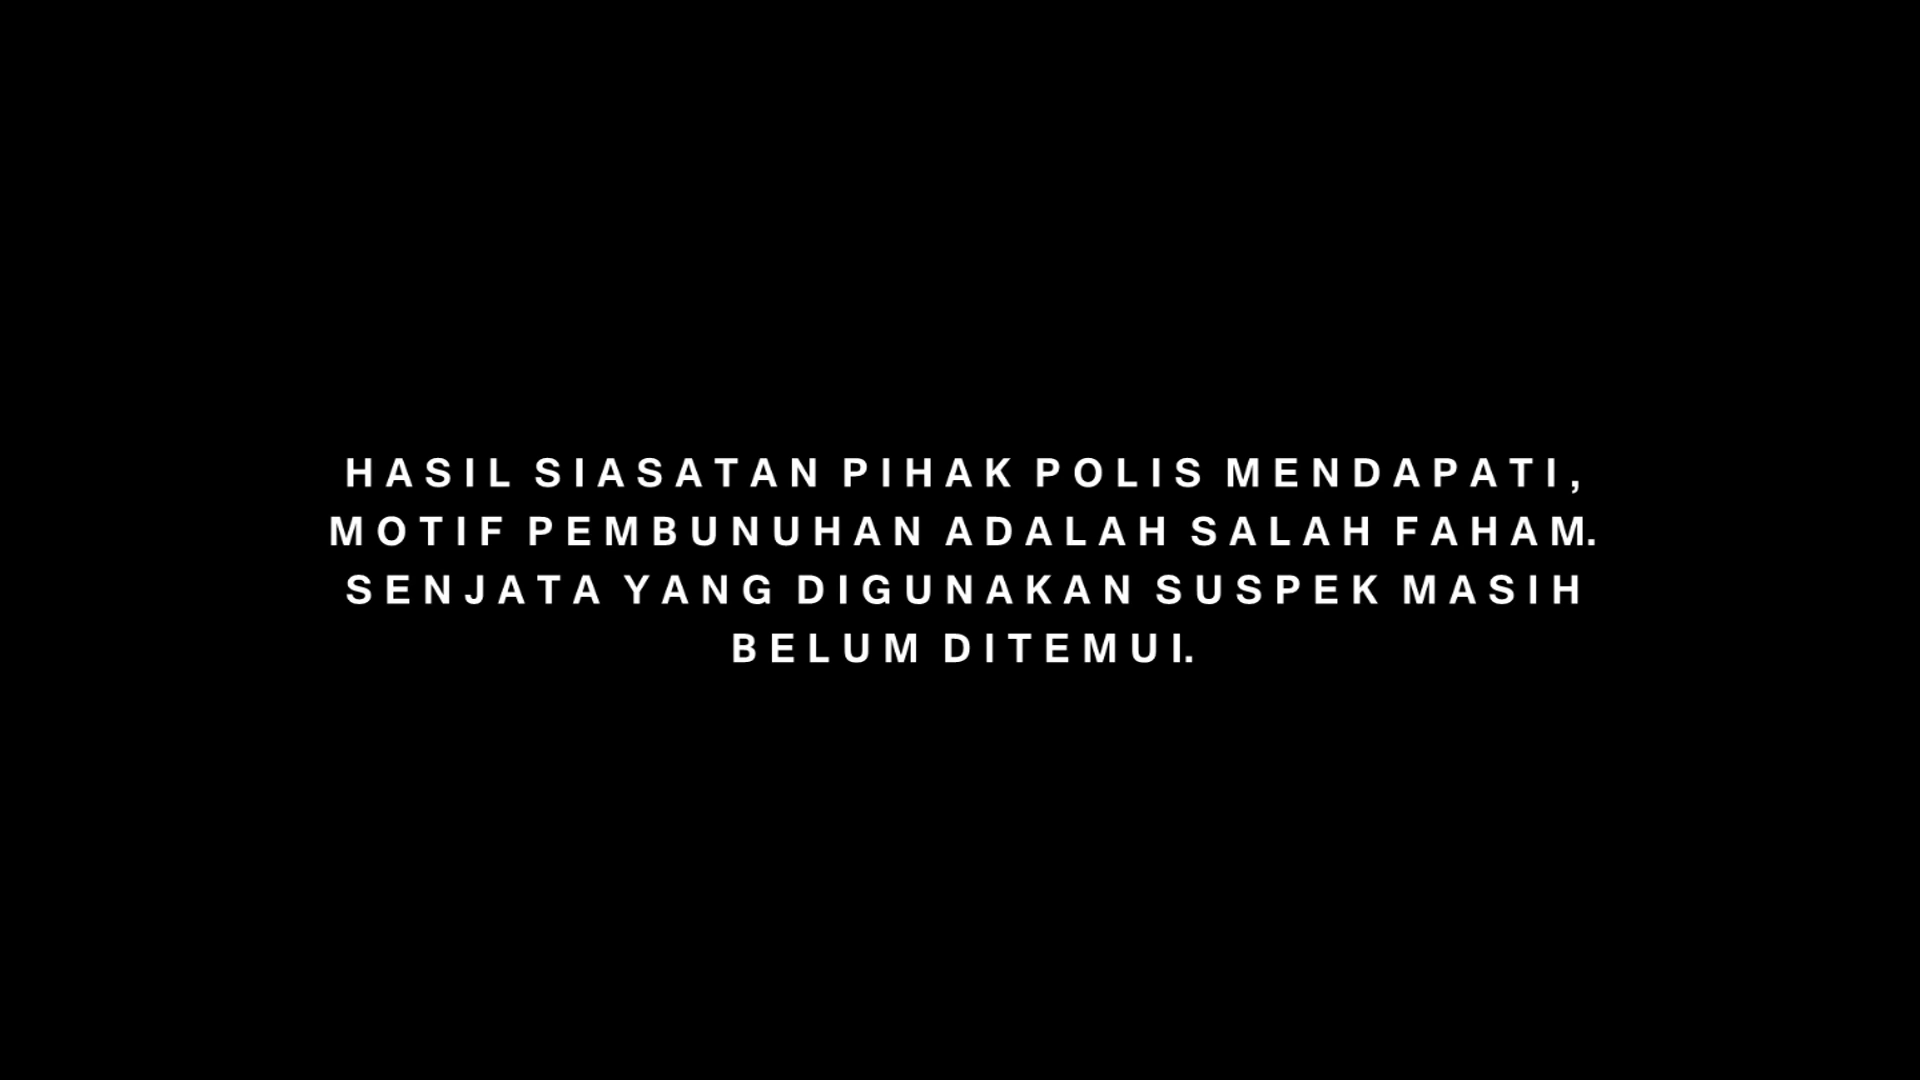 HASIL SIASATAN PIHAK POLIS MENDAPATI,
MOTIF PEMBUNUHAN ADALAH SALAH FAHAM.
SENJATA YANG DIGUNAKAN SUSPEK MASIH
BELUM DITEMUI.